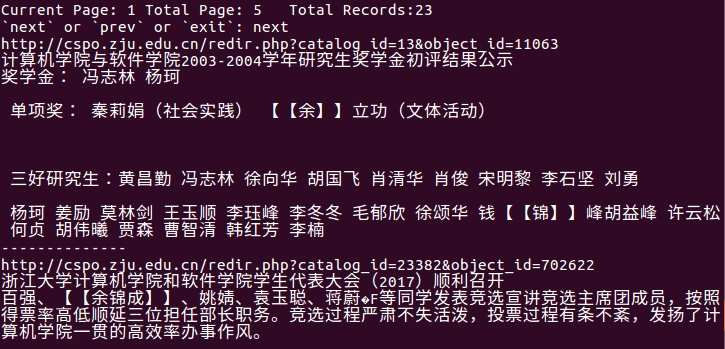 Current Page: 1 Total Page: 5   Total Records:23
`next` or `prev` or `exit`: next
http://cspo.zju.edu.cn/redir.php?catalog_id=13&object_id=11063
计算机学院与软件学院2003-2004学年研究生奖学金初评结果公示
奖学金： 冯志林 杨珂
单项奖： 秦莉娟（社会实践） 【【余】】立功（文体活动）
三好研究生：黄昌勤 冯志林 徐向华 胡国飞 肖清华 肖俊 宋明黎 李石坚 刘勇
杨珂 姜励 莫林剑 王玉顺 李珏峰 李冬冬 毛郁欣 徐颂华 钱【【锦】】峰胡益峰 许云松
何贞 胡伟曦 贾森 曹智清 韩红芳 李楠
--------------
http://cspo.zju.edu.cn/redir.php?catalog_id=23382&object_id=702622
浙江大学计算机学院和软件学院学生代表大会（2017）顺利召开
百强、【【余锦成】】、姚婧、袁玉聪、蒋蔚�F等同学发表竞选宣讲竞选主席团成员，按照
得票率高低顺延三位担任部长职务。竞选过程严肃不失活泼，投票过程有条不紊，发扬了计
算机学院一贯的高效率办事作风。